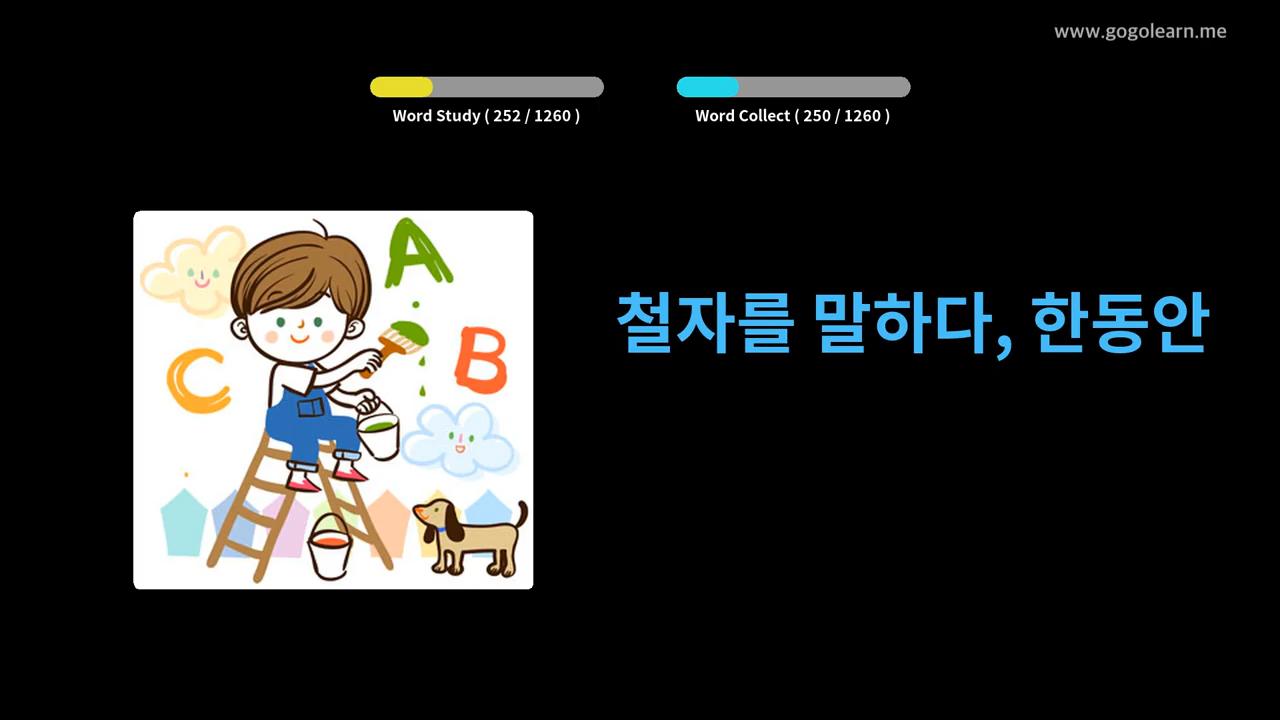 www.gogolearn.me
Word Study ( 252 / 1260 )
Word Collect ( 250 / 1260 )
A
B
C
철자를 말하다, 한동안